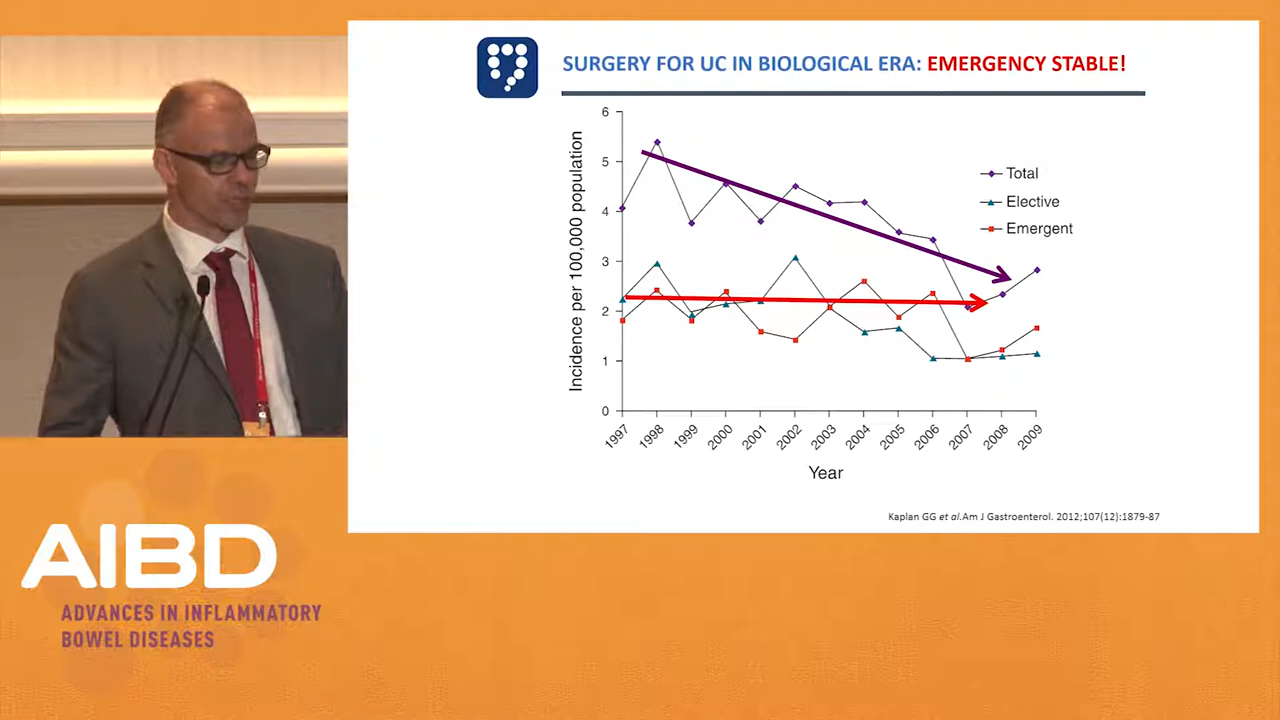 SURGERY FOR UC IN BIOLOGICAL ERA: EMERGENCY STABLE!
Incidence per 100,000 population
6
5
4
3
2
1
0
Total
Elective
Emergent
1997
1998
1999
2000
2001
2002
2003
2004
2005
2006
2007
2008
2009
Year
Kaplan GG et al.Am J Gastroenterol. 2012;107(12):1879-87
AIBD
ADVANCES IN INFLAMMATORY
BOWEL DISEASES